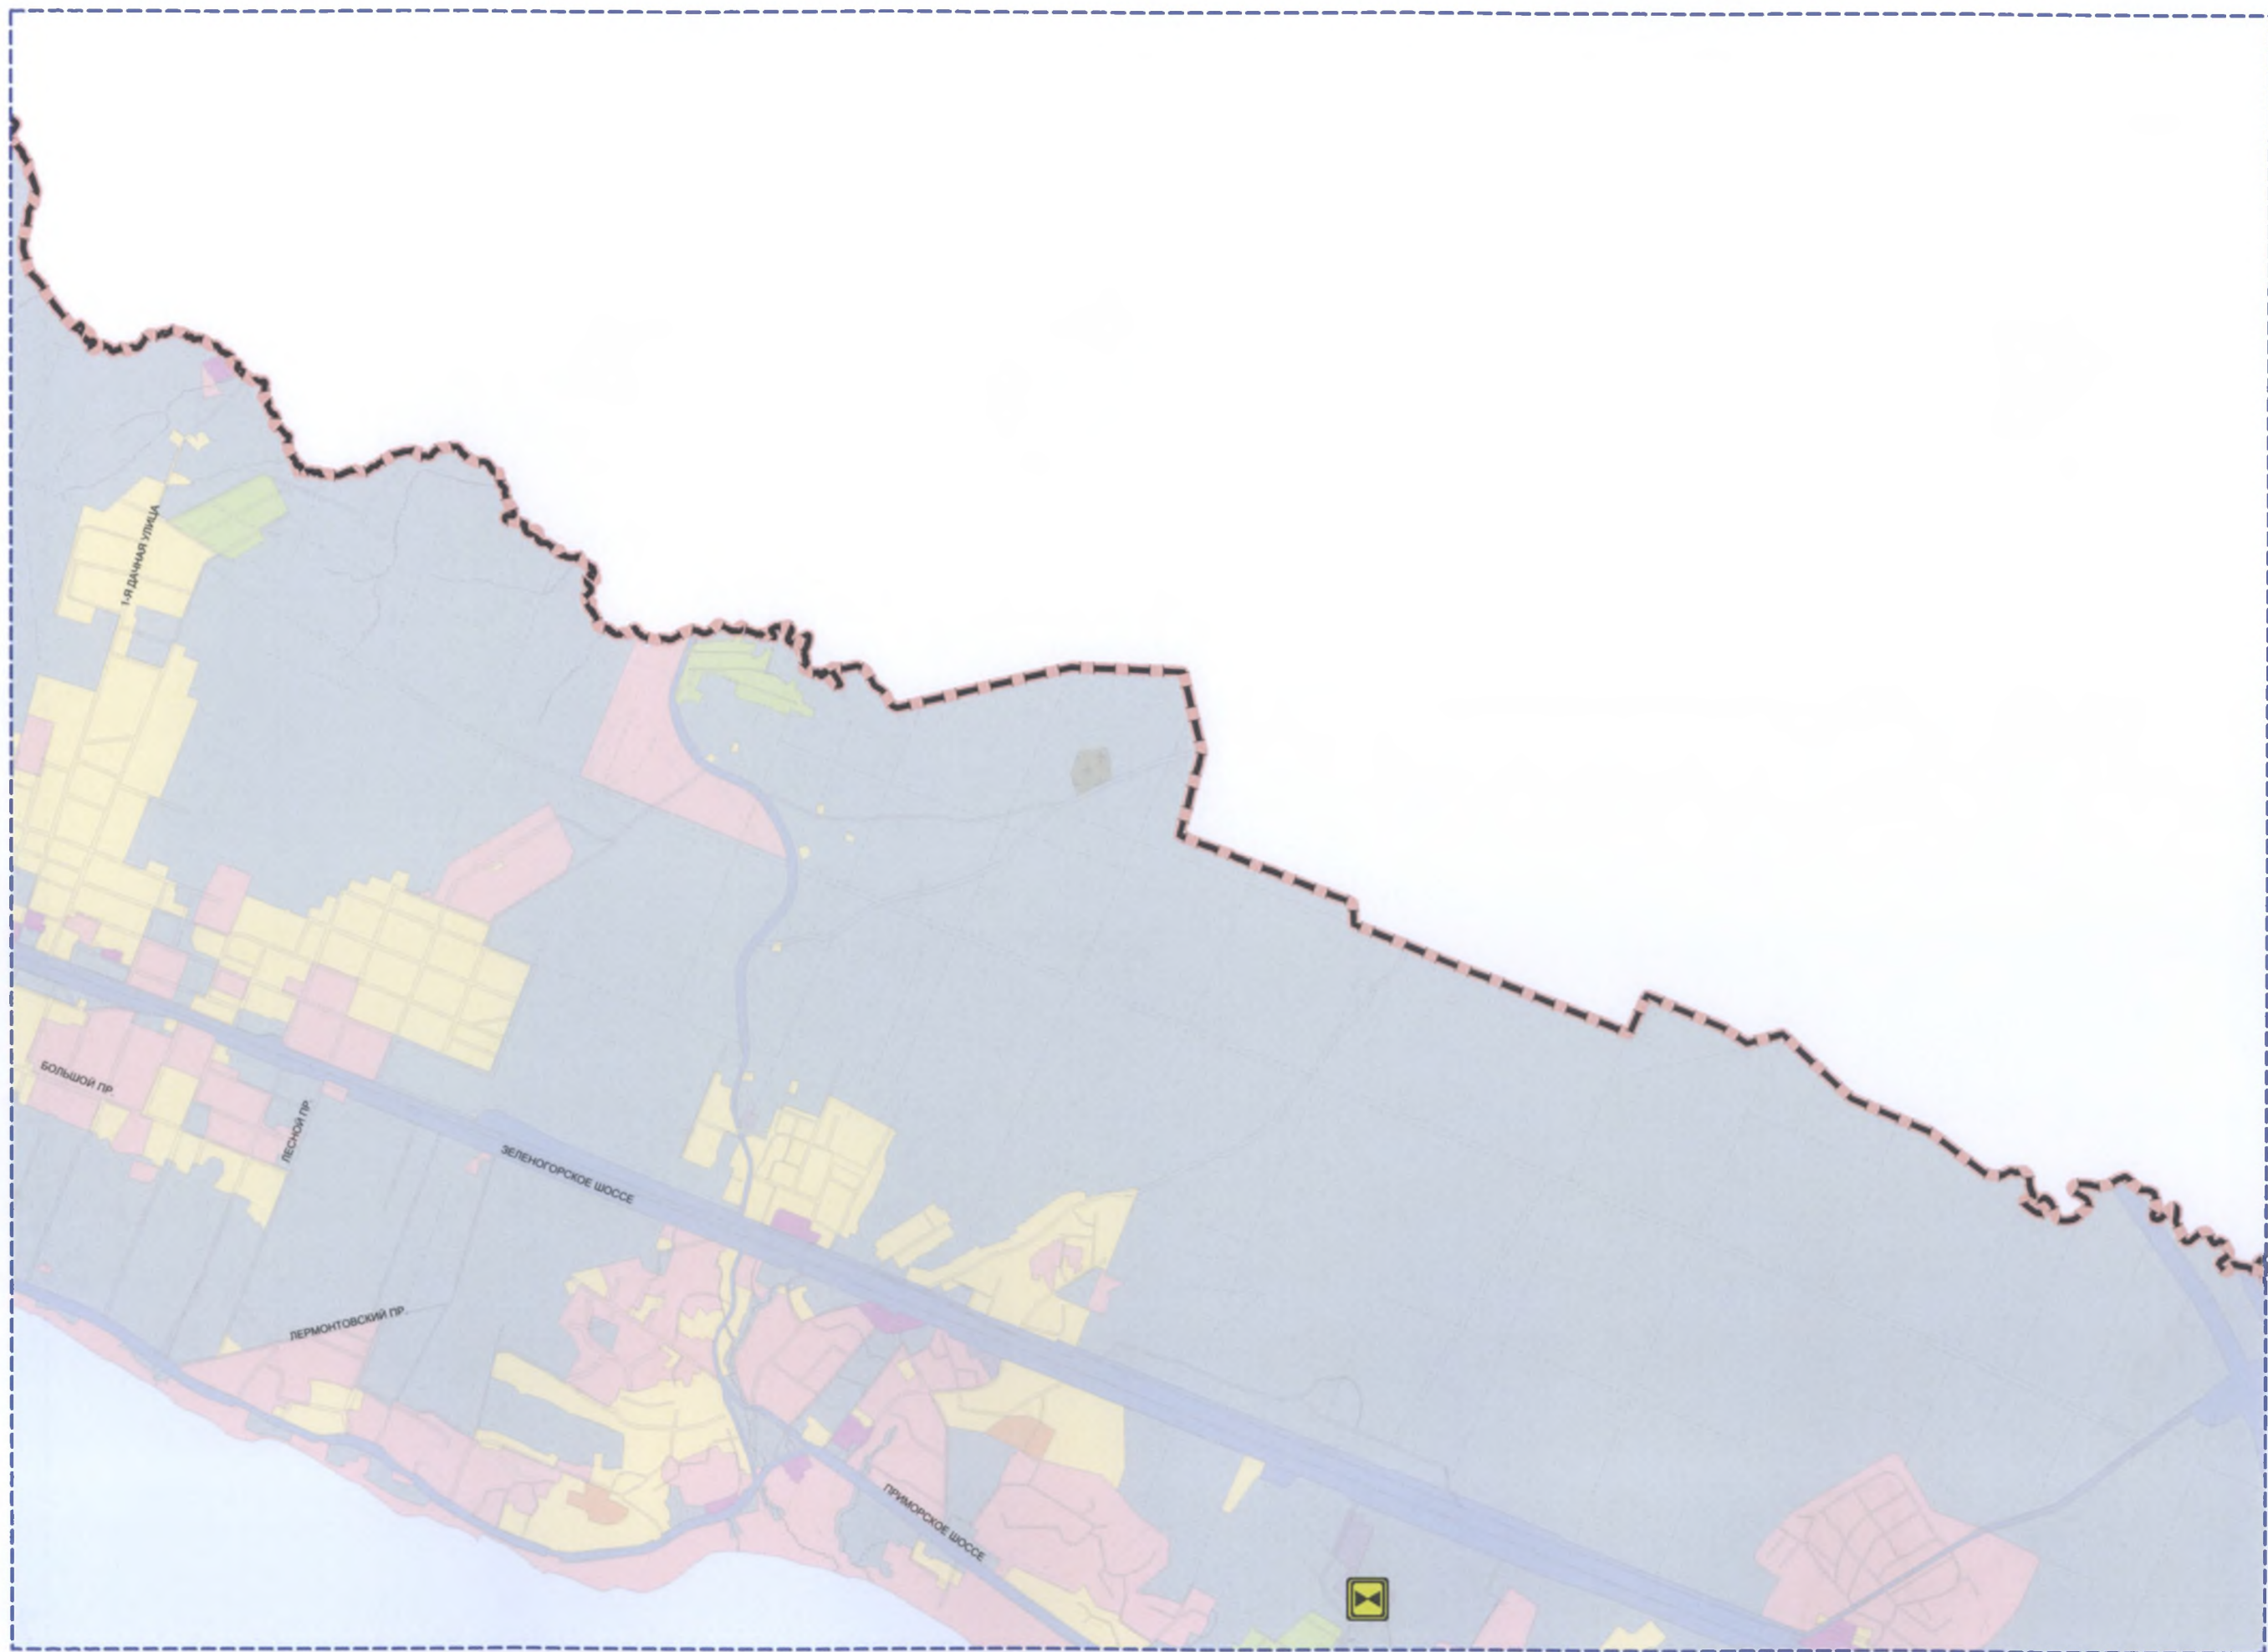 1-Я ДАЧНАЯ УЛИЦА
БОЛЬШОЙ ПР.
ЛЕСНОЙ ПР.
ЗЕЛЕНОГОРСКОЕ ШОССЕ
ЛЕРМОНТОВСКИЙ ПР.
ПРИМОРСКОЕ ШОССЕ